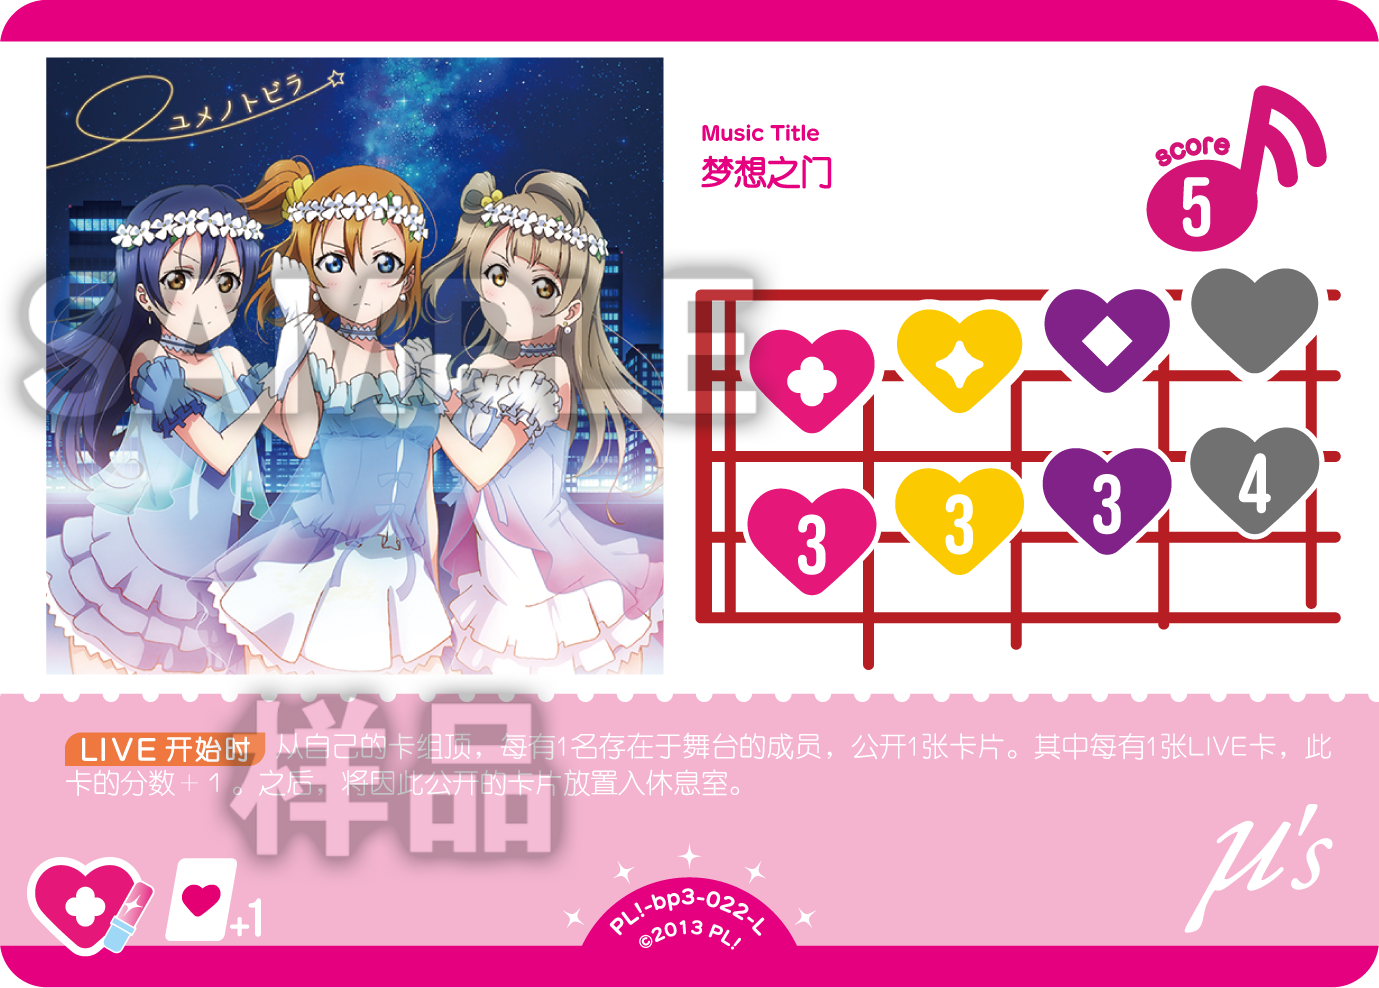 ユメノトビラ
Music Title
梦想之门
score
5
3
3
3
4
SAMPLE
LIVE 开始时 从自己的卡组顶，每有1名存在于舞台的成员，公开1张卡片。其中每有1张LIVE卡，此
卡的分数＋１。之后，将因此公开的卡片放置入休息室。
样品
μ's
+1
PL!-bp3-022-L
©2013 PL!